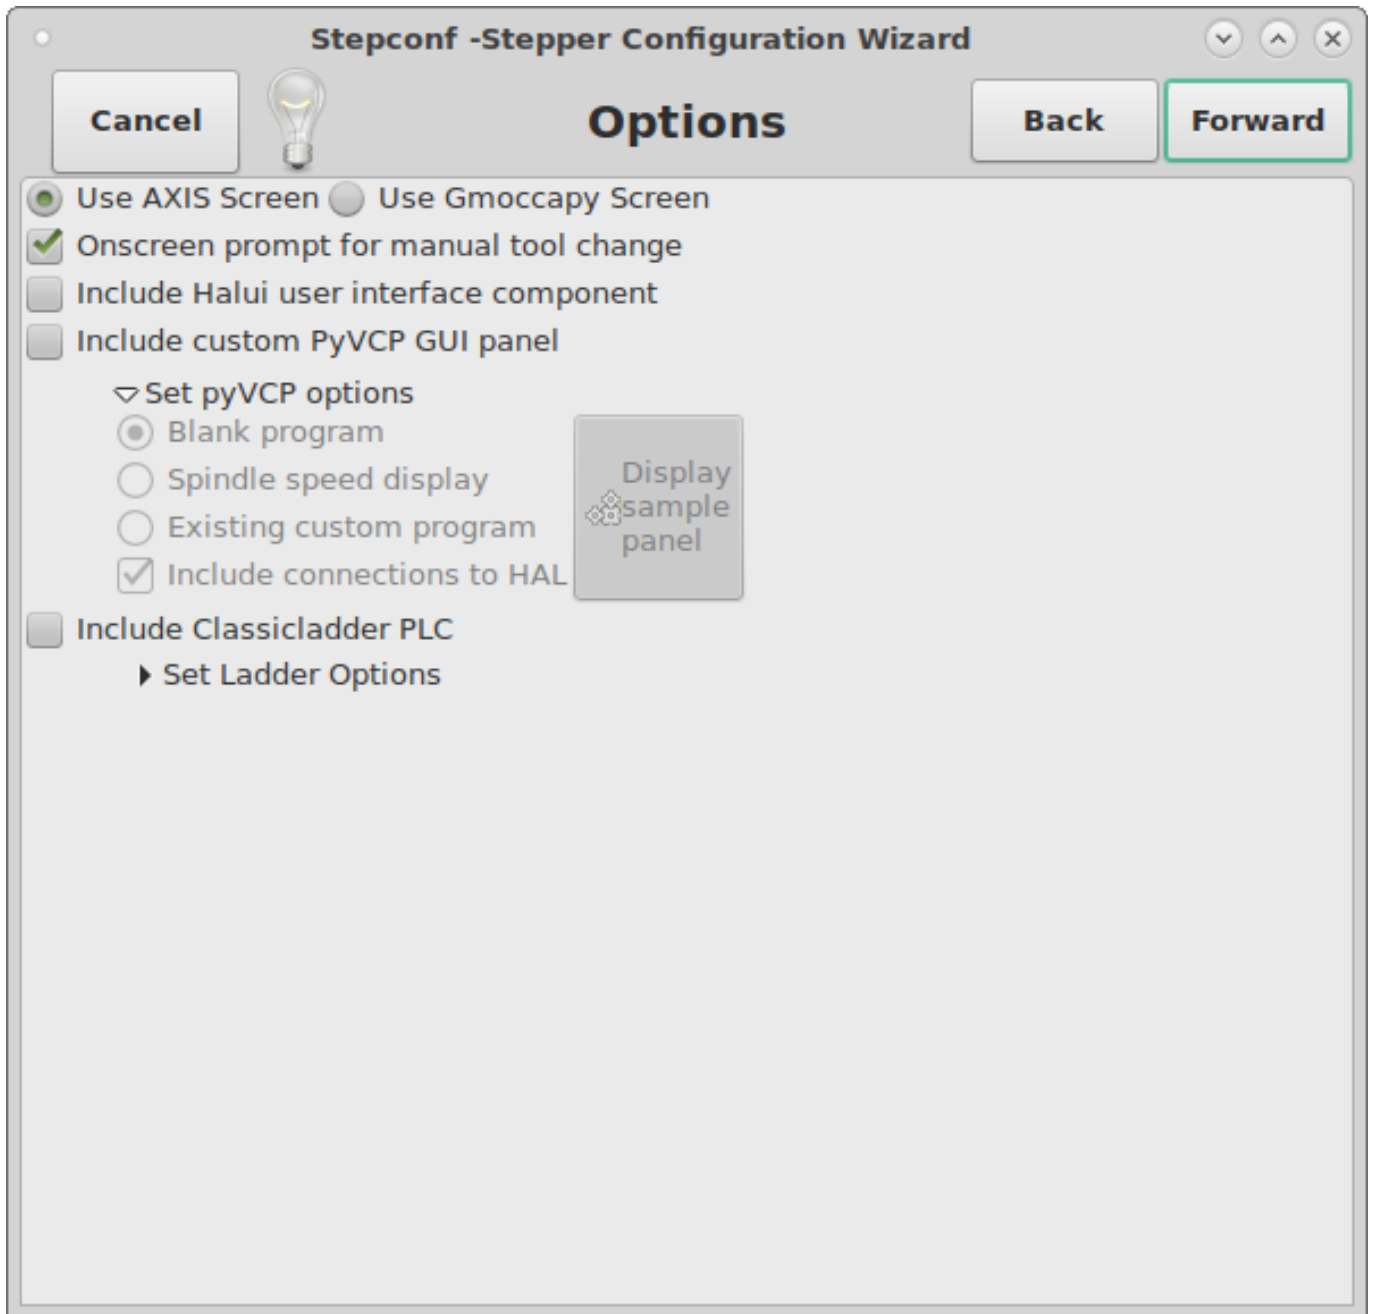 Stepconf -Stepper Configuration Wizard
Cancel
Options
Back
Forward
Use AXIS Screen
Use Gmoccapy Screen
Onscreen prompt for manual tool change
Include Halui user interface component
Include custom PyVCP GUI panel
Set pyVCP options
Blank program
Spindle speed display
Existing custom program
Include connections to HAL
Display
sample
panel
Include Classicladder PLC
Set Ladder Options